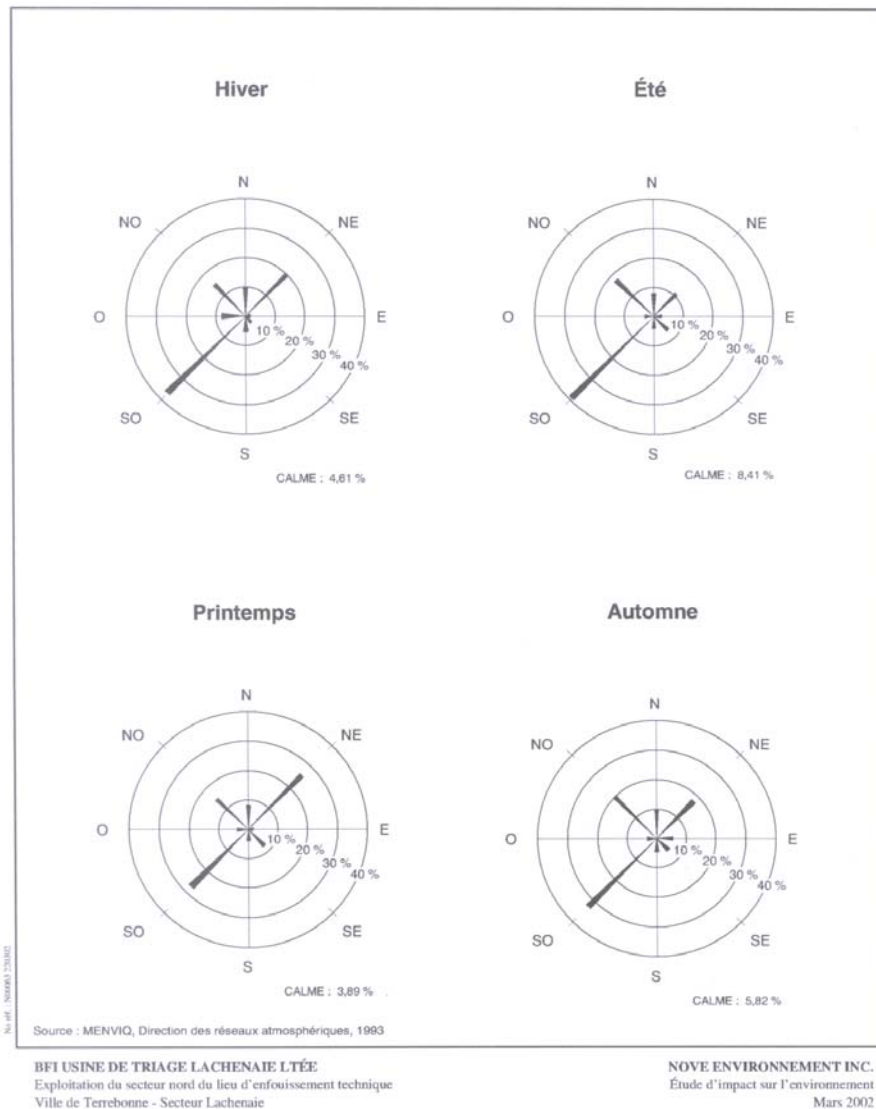 Hiver
N
NO
NE
O
E
10 %
20 %
30 %
40 %
SO
SE
S
CALME : 4,61 %
Été
N
NO
NE
O
E
10 %
20 %
30 %
40 %
SO
SE
S
CALME : 8,41 %
Printemps
N
NO
NE
O
E
10 %
20 %
30 %
40 %
SO
SE
S
CALME : 3,89 %
Automne
N
NO
NE
O
E
10 %
20 %
30 %
40 %
SO
SE
S
CALME : 5,82 %
Source : MENVIQ, Direction des réseaux atmosphériques, 1993
BFI USINE DE TRIAGE LACHENAIE LTÉE
Exploitation du secteur nord du lieu d'enfouissement technique
Ville de Terrebonne - Secteur Lachenaie
NOVE ENVIRONNEMENT INC.
Étude d'impact sur l'environnement
Mars 2002